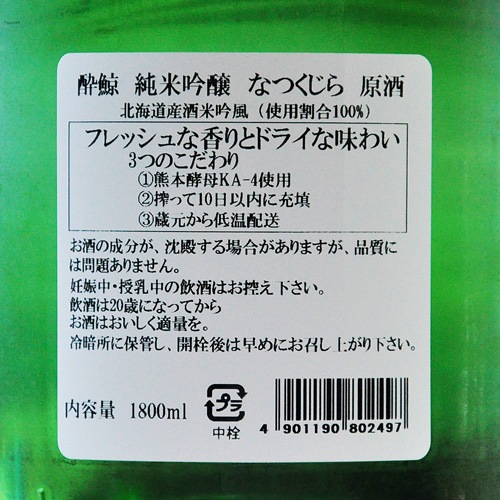 酔鯨 純米吟醸 なつくじら 原酒
北海道産酒米吟風（使用割合100%）
フレッシュな香りとドライな味わい
3つのこだわり
①熊本酵母KA-4使用
②搾って10日以内に充填
③蔵元から低温配送
お酒の成分が、沈殿する場合がありますが、品質に
は問題ありません。
妊娠中・授乳中の飲酒はお控え下さい。
飲酒は20歳になってから
お酒はおいしく適量を。
冷暗所に保管し、開栓後は早めにお召し上がり下さい。
内容量 1800ml
プラ
中栓
4 901190 802497